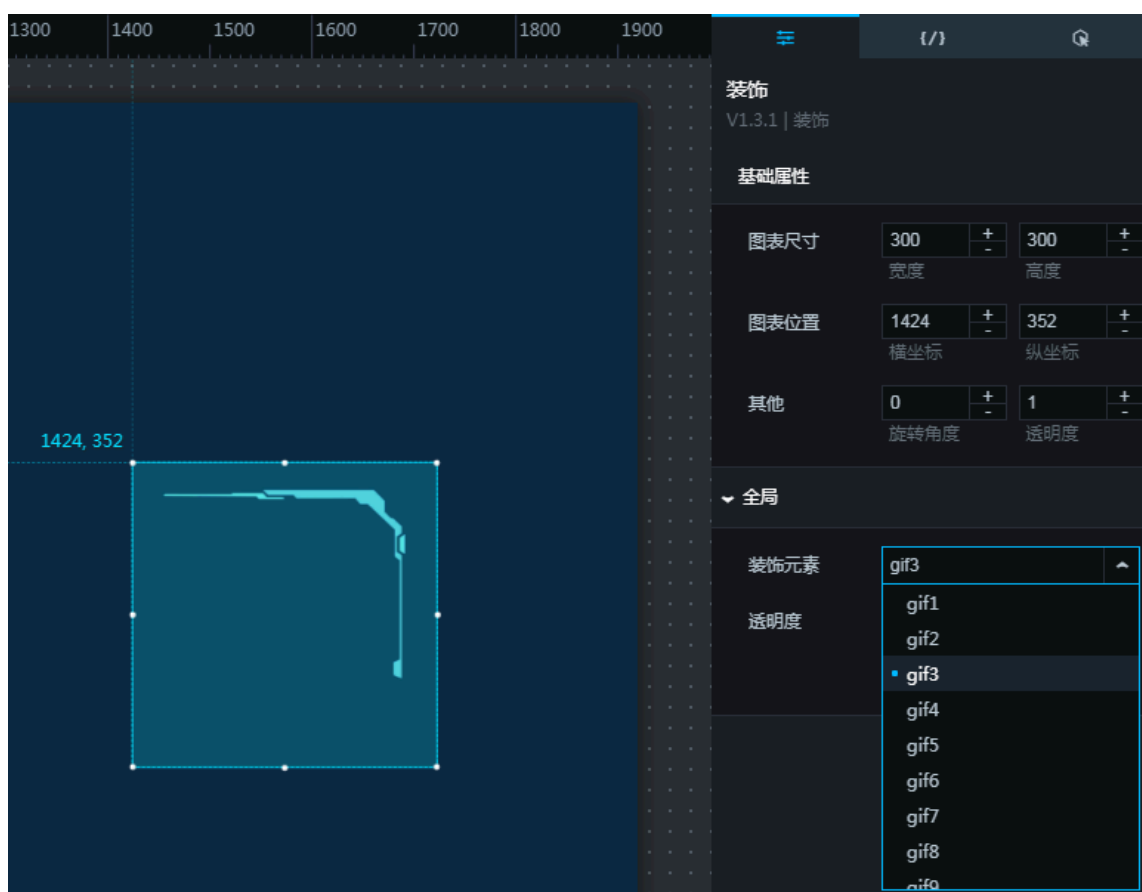 1300 1400 1500 1600 1700 1800 1900
{/}
装饰
V1.3.1 | 装饰
基础属性
图表尺寸 300 + - 300 + -
宽度 高度
图表位置 1424 + - 352 + -
横坐标 纵坐标
其他 0 + - 1 + -
旋转角度 透明度
1424, 352
全局
装饰元素 gif3
gif1
透明度
gif2
gif3
gif4
gif5
gif6
gif7
gif8
gif9